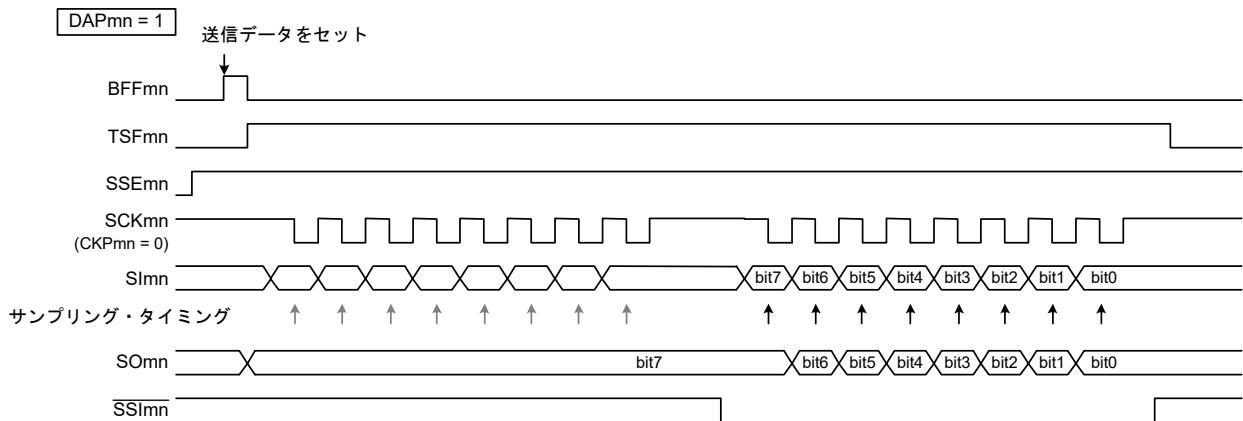 DAPmn = 1
送信データをセット
BFFmn
TSFmn
SSEmn
SCKmn
(CKPmn = 0)
SImn
bit7 bit6 bit5 bit4 bit3 bit2 bit1 bit0
サンプリング・タイミング
SOmn
bit7 bit6 bit5 bit4 bit3 bit2 bit1 bit0
SSImn